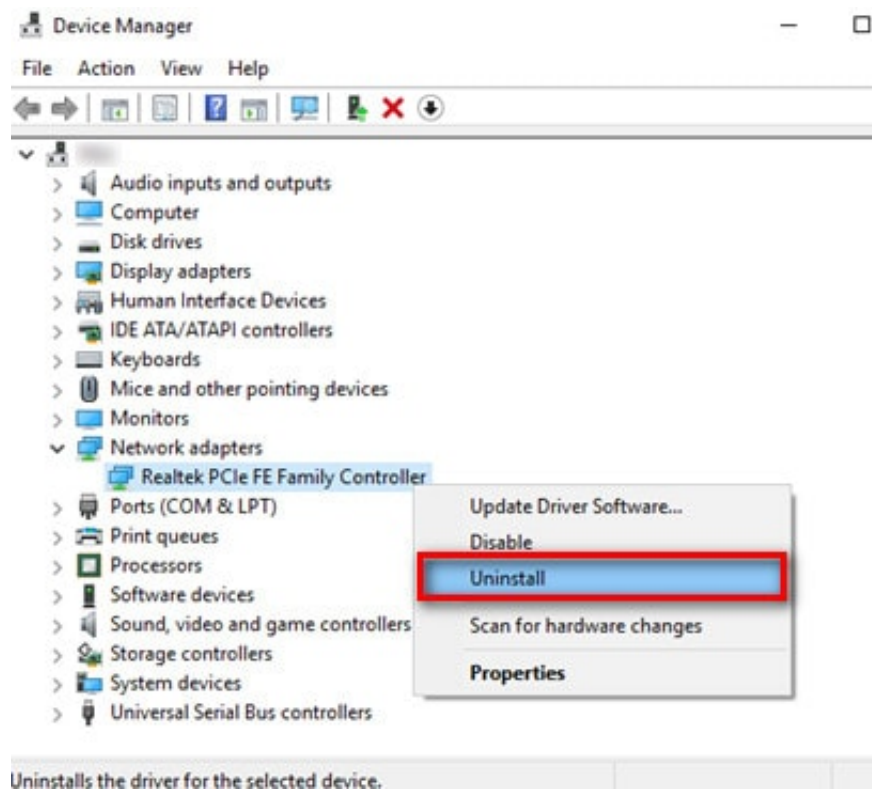 Device Manager
File Action View Help
Audio inputs and outputs
Computer
Disk drives
Display adapters
Human Interface Devices
IDE ATA/ATAPI controllers
Keyboards
Mice and other pointing devices
Monitors
Network adapters
Realtek PCIe FE Family Controller
Ports (COM & LPT)
Print queues
Processors
Software devices
Sound, video and game controllers
Storage controllers
System devices
Universal Serial Bus controllers
Update Driver Software...
Disable
Uninstall
Scan for hardware changes
Properties
Uninstalls the driver for the selected device.